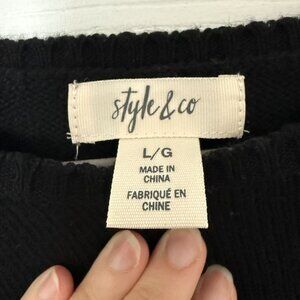 style & co
L/G
MADE IN
CHINA
FABRIQUÉ EN
CHINE